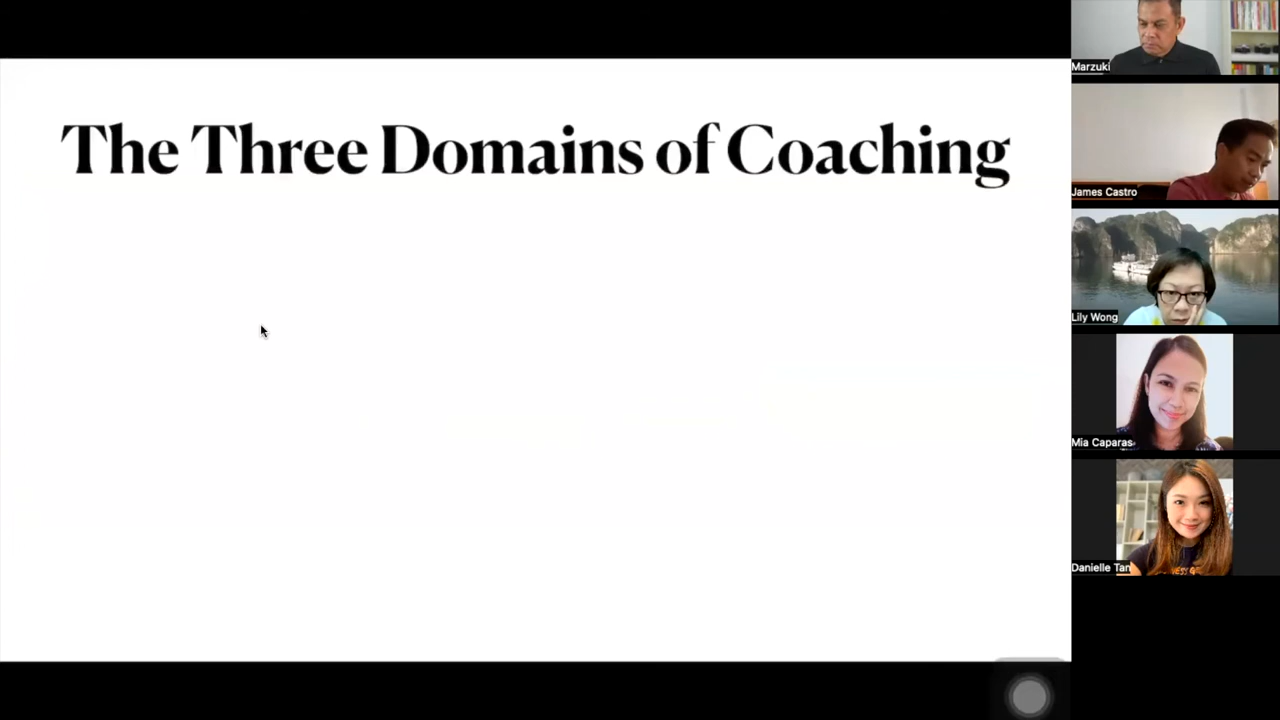 The Three Domains of Coaching
Marzuki
James Castro
Lily Wong
Mia Caparas
Danielle Tan